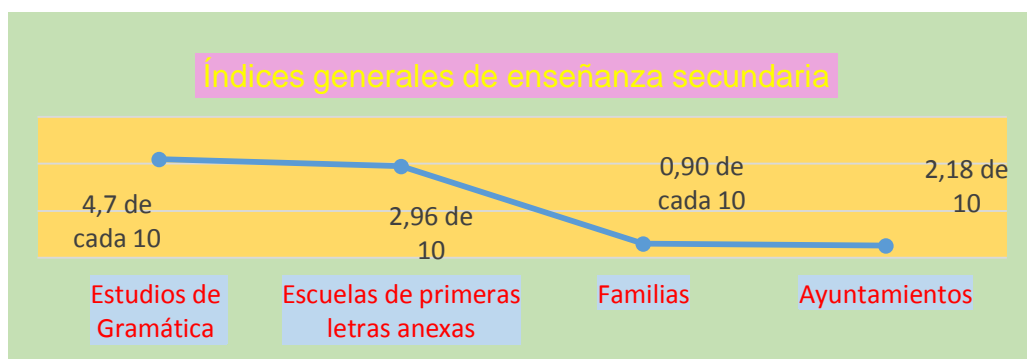 Índices generales de enseñanza secundaria
4,7 de
cada 10
2,96 de
10
0,90 de
cada 10
2,18 de
10
Estudios de
Gramática
Escuelas de primeras
letras anexas
Familias
Ayuntamientos